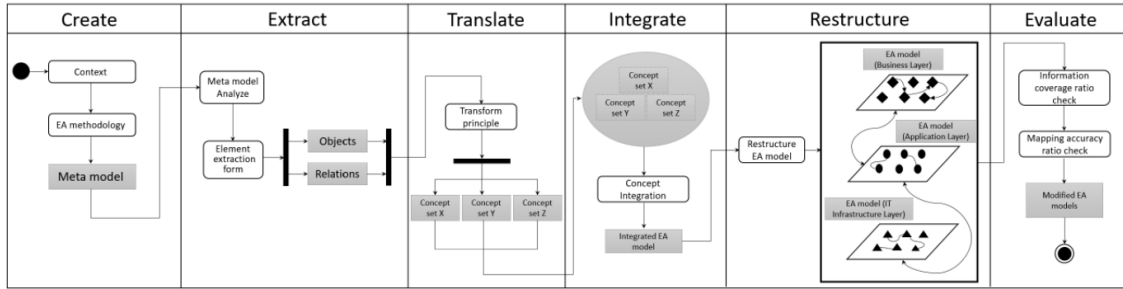 Create
Extract
Translate
Integrate
Restructure
Evaluate
Context
EA methodology
Meta model
Meta model
Analyze
Element
extraction
form
Objects
Relations
Transform
principle
Concept
set X
Concept
set Y
Concept
set Z
Concept
set X
Concept
set Y
Concept
set Z
Concept
Integration
Integrated EA
model
Restructure
EA model
EA model
(Business Layer)
EA model
(Application Layer)
EA model (IT
Infrastructure Layer)
Information
coverage ratio
check
Mapping accuracy
ratio check
Modified EA
models